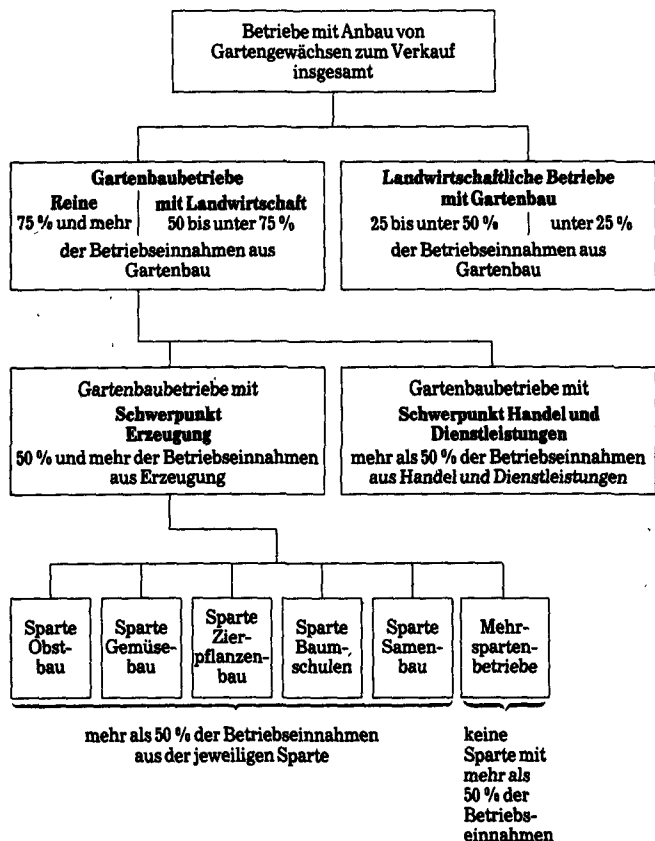 Betriebe mit Anbau von
Gartengewächsen zum Verkauf
insgesamt
Gartenbaubetriebe
Reine
75 % und mehr
mit Landwirtschaft
50 bis unter 75 %
der Betriebseinnahmen aus
Gartenbau
Landwirtschaftliche Betriebe
mit Gartenbau
25 bis unter 50 %
unter 25 %
der Betriebseinnahmen aus
Gartenbau
Gartenbaubetriebe mit
Schwerpunkt
Erzeugung
50 % und mehr der Betriebseinnahmen
aus Erzeugung
Gartenbaubetriebe mit
Schwerpunkt Handel und
Dienstleistungen
mehr als 50 % der Betriebseinnahmen
aus Handel und Dienstleistungen
Sparte
Obst-
bau
Sparte
Gemüse-
bau
Sparte
Zier-
pflanzen-
bau
Sparte
Baum-
schulen
Sparte
Samen-
bau
Mehr-
sparten-
betriebe
mehr als 50 % der Betriebseinnahmen
aus der jeweiligen Sparte
keine
Sparte mit
mehr als
50 % der
Betriebs-
einnahmen